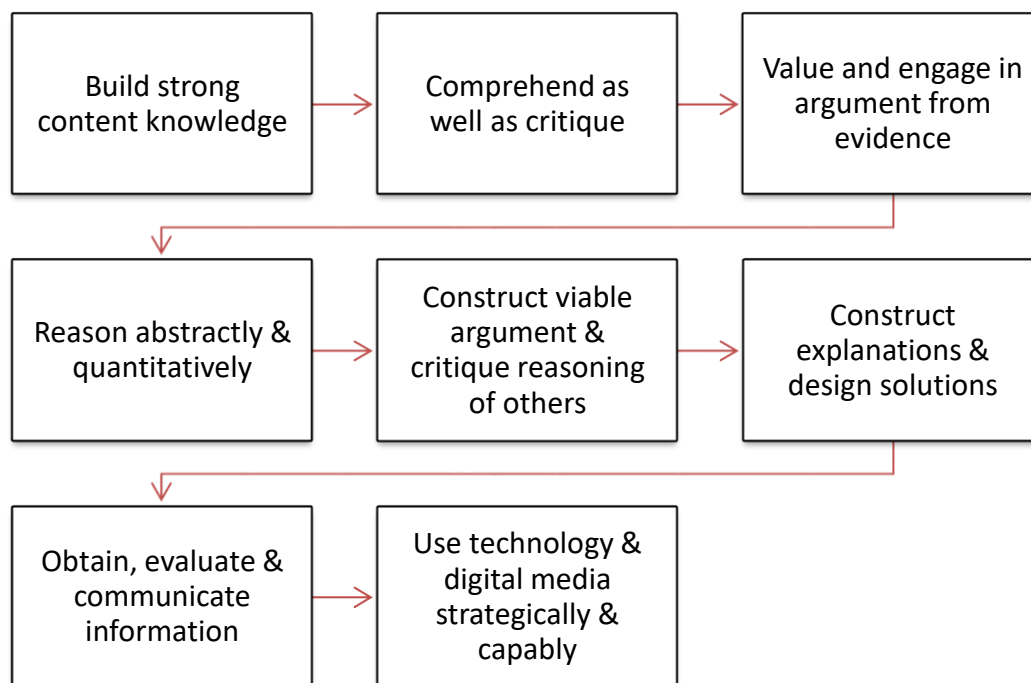 Build strong
content knowledge
Comprehend as
well as critique
Value and engage in
argument from
evidence
Reason abstractly &
quantitatively
Construct viable
argument &
critique reasoning
of others
Construct
explanations &
design solutions
Obtain, evaluate &
communicate
information
Use technology &
digital media
strategically &
capably